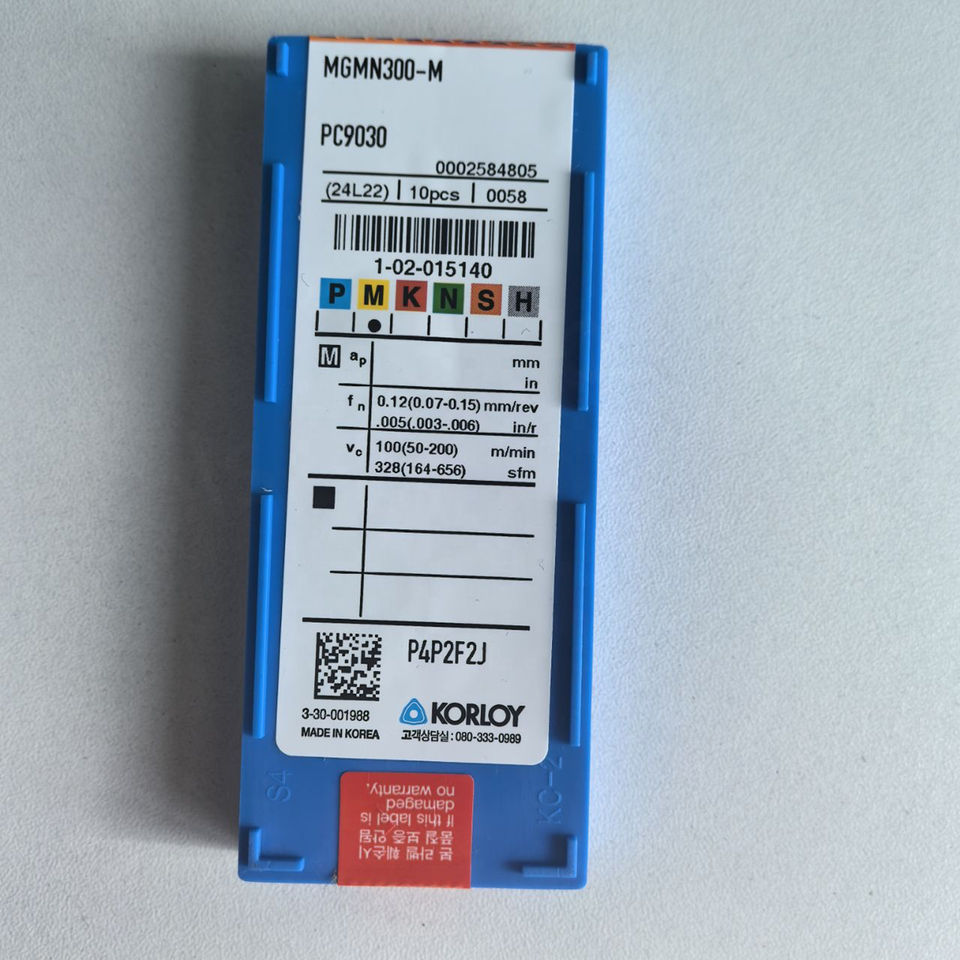 MGMN300-M
PC9030
0002584805
(24L22) | 10pcs | 0058
1-02-015140
P M K N S H
M ap mm
in
fn 0.12(0.07-0.15) mm/rev
.005(.003-.006) in/r
vc 100(50-200) m/min
328(164-656) sfm
P4P2F2J
3-30-001988
KORLOY
MADE IN KOREA
고객상담실 : 080-333-0989
S4
KC-2
본 라벨 훼손시
품질 보증 안됨
If this label is
damaged
no warranty.